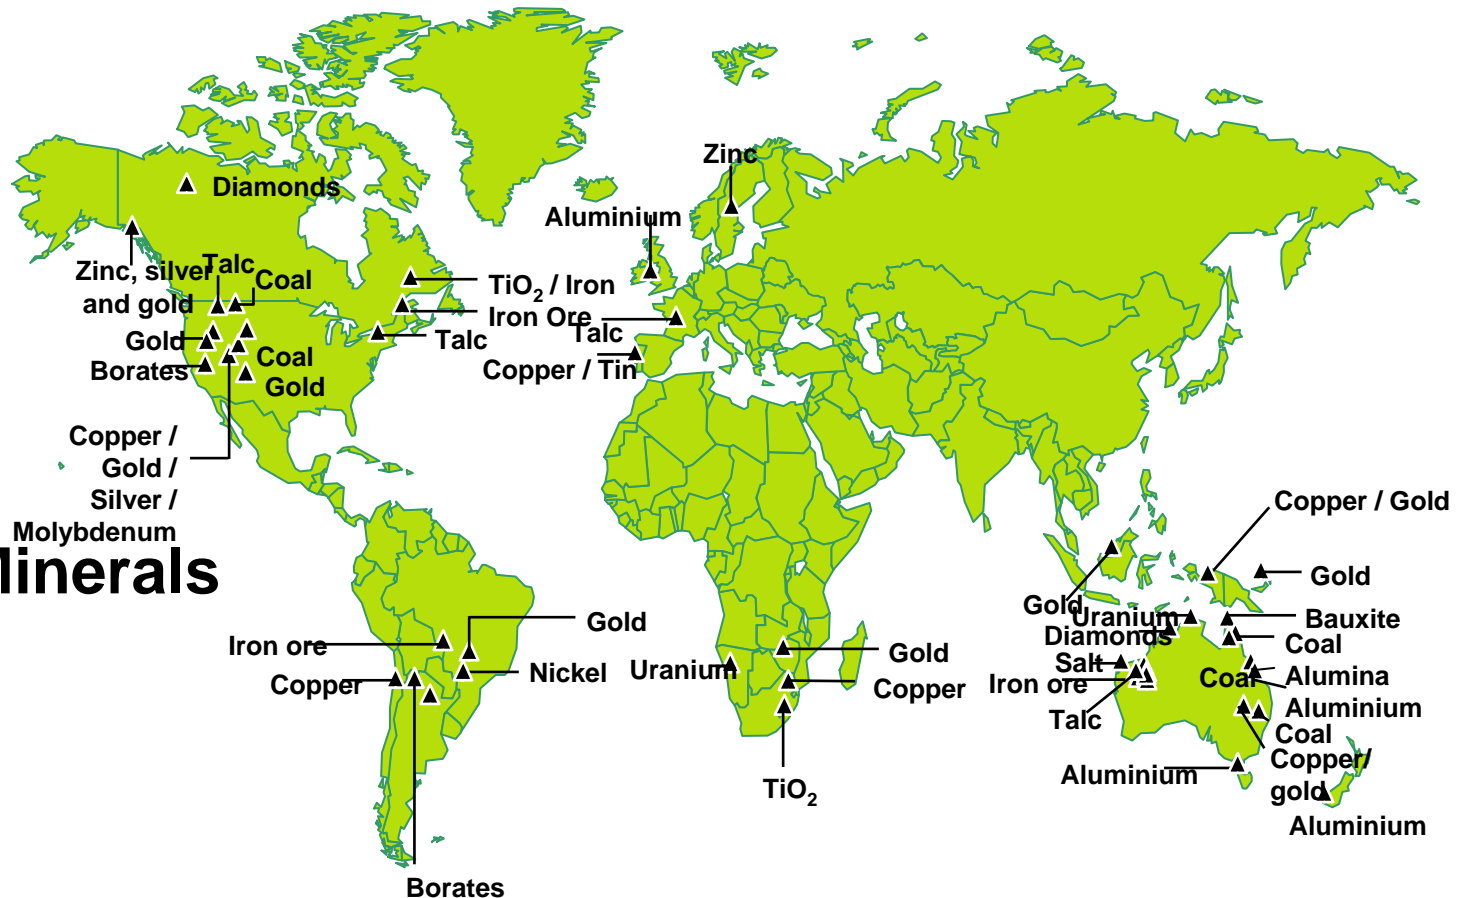 Zinc
Diamonds
Aluminium
Zinc, silver
and gold
Talc
Coal
TiO2 / Iron
Iron Ore
Talc
Talc
Copper / Tin
Gold
Borates
Coal
Gold
Copper /
Gold /
Silver /
Molybdenum
Minerals
Iron ore
Copper
Gold
Nickel
Borates
Uranium
Gold
Copper
TiO2
Copper / Gold
Gold
Gold
Uranium
Diamonds
Salt
Iron ore
Talc
Bauxite
Coal
Coal
Alumina
Aluminium
Coal
Copper/
gold
Aluminium
Aluminium